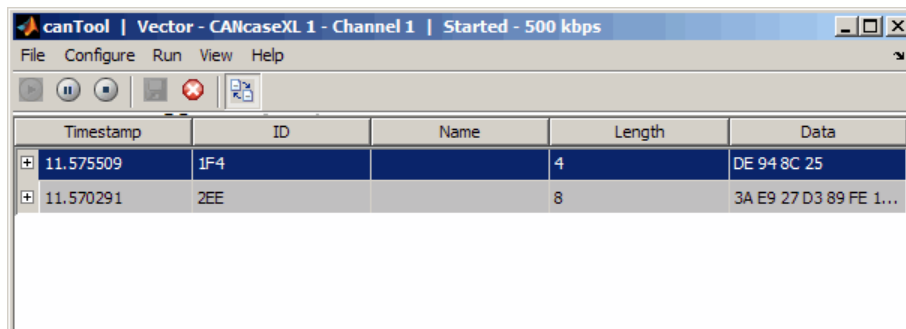 canTool | Vector - CANcaseXL 1 - Channel 1 | Started - 500 kbps
File Configure Run View Help
Timestamp ID Name Length Data
11.575509 1F4 4 DE 94 8C 25
11.570291 2EE 8 3A E9 27 D3 89 FE 1...